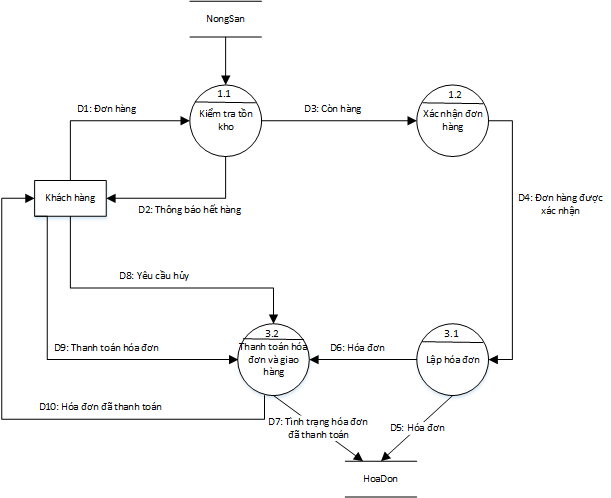 NongSan
1.1
Kiểm tra tồn
kho
1.2
Xác nhận đơn
hàng
D1: Đơn hàng
D3: Còn hàng
Khách hàng
D2: Thông báo hết hàng
D4: Đơn hàng được
xác nhận
D8: Yêu cầu hủy
3.2
Thanh toán hóa
đơn và giao
hàng
3.1
Lập hóa đơn
D9: Thanh toán hóa đơn
D6: Hóa đơn
D10: Hóa đơn đã thanh toán
D7: Tình trạng hóa đơn
đã thanh toán
D5: Hóa đơn
HoaDon